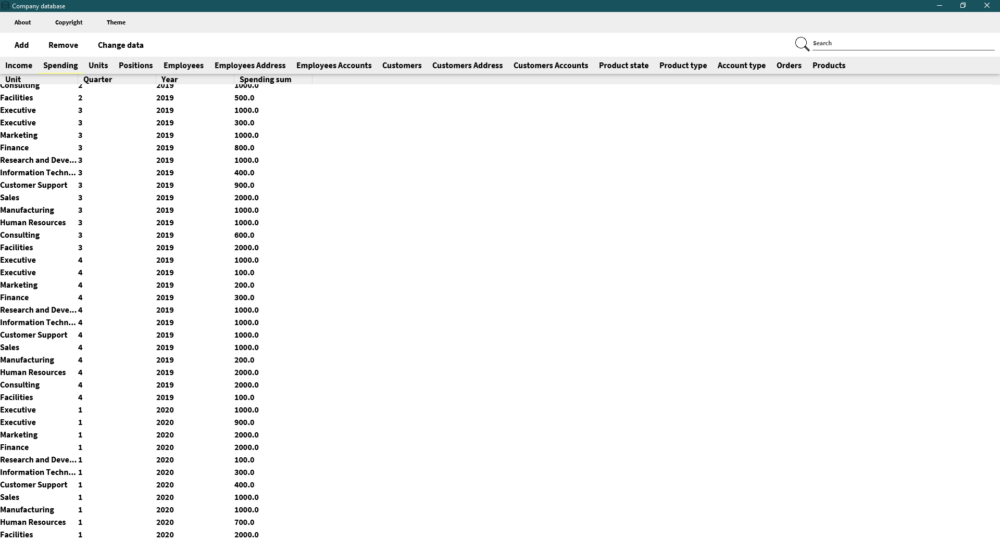 Company database
About Copyright Theme
Add Remove Change data Search
Income Spending Units Positions Employees Employees Address Employees Accounts Customers Customers Address Customers Accounts Product state Product type Account type Orders Products
Unit Quarter Year Spending sum
Consulting 2 2019 1000.0
Facilities 2 2019 500.0
Executive 3 2019 1000.0
Executive 3 2019 300.0
Marketing 3 2019 1000.0
Finance 3 2019 800.0
Research and Deve... 3 2019 1000.0
Information Techn... 3 2019 400.0
Customer Support 3 2019 900.0
Sales 3 2019 2000.0
Manufacturing 3 2019 1000.0
Human Resources 3 2019 1000.0
Consulting 3 2019 600.0
Facilities 3 2019 2000.0
Executive 4 2019 1000.0
Executive 4 2019 100.0
Marketing 4 2019 200.0
Finance 4 2019 300.0
Research and Deve... 4 2019 1000.0
Information Techn... 4 2019 1000.0
Customer Support 4 2019 1000.0
Sales 4 2019 1000.0
Manufacturing 4 2019 200.0
Human Resources 4 2019 2000.0
Consulting 4 2019 2000.0
Facilities 4 2019 100.0
Executive 1 2020 1000.0
Executive 1 2020 900.0
Marketing 1 2020 2000.0
Finance 1 2020 2000.0
Research and Deve... 1 2020 100.0
Information Techn... 1 2020 300.0
Customer Support 1 2020 400.0
Sales 1 2020 1000.0
Manufacturing 1 2020 1000.0
Human Resources 1 2020 700.0
Facilities 1 2020 2000.0